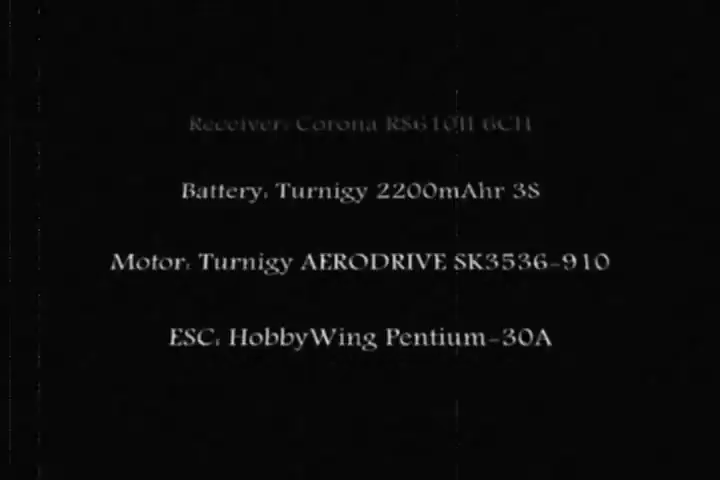 Receiver: Corona RS610II 6CH
Battery: Turnigy 2200mAhr 3S
Motor: Turnigy AERODRIVE SK3536-910
ESC: HobbyWing Pentium-30A